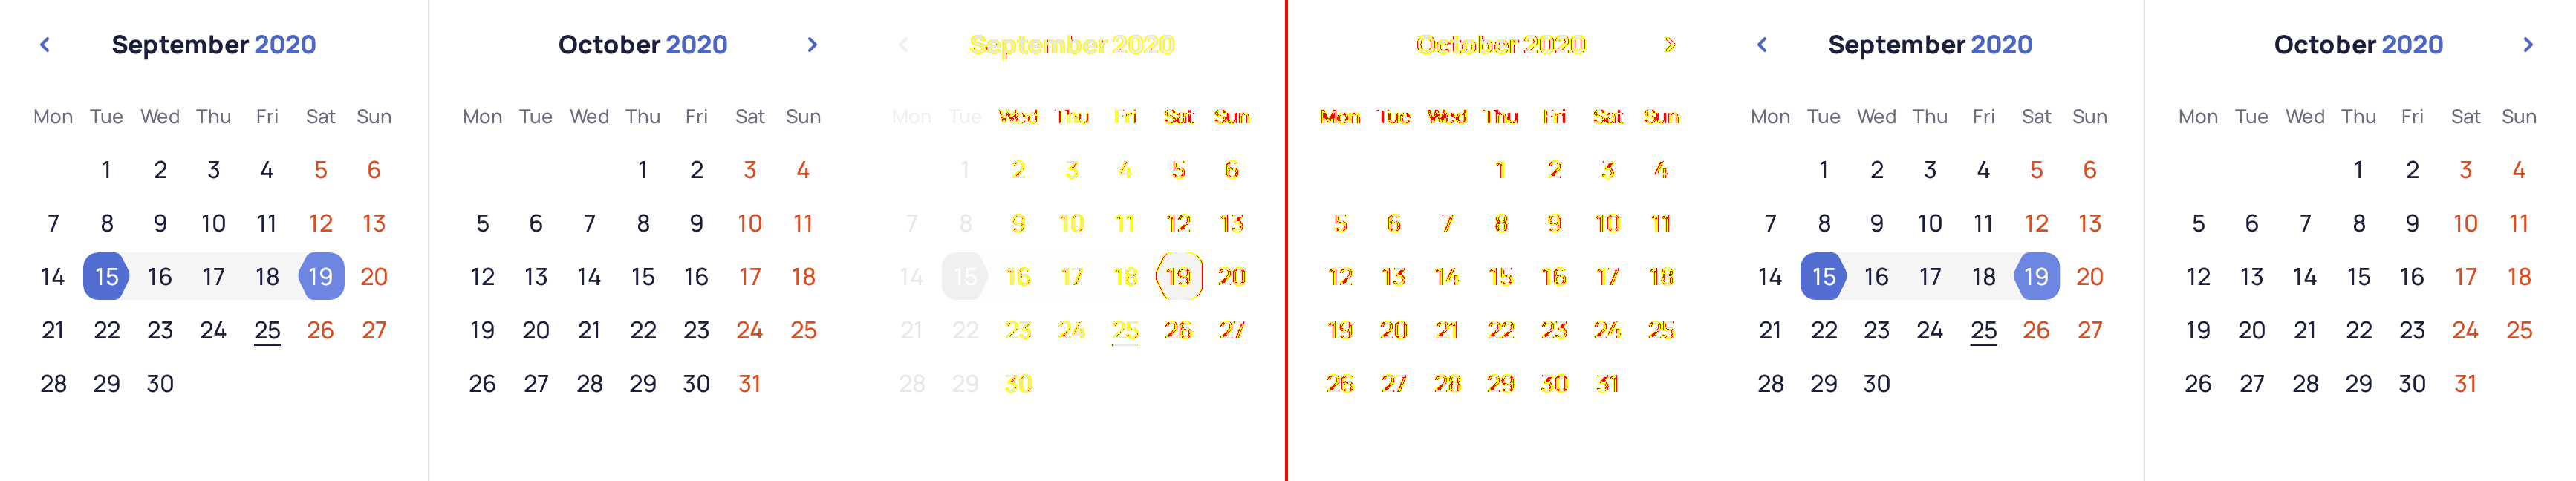 September 2020 October 2020 September 2020 October 2020 September 2020 October 2020
Mon Tue Wed Thu Fri Sat Sun Mon Tue Wed Thu Fri Sat Sun Mon Tue Wed Thu Fri Sat Sun Mon Tue Wed Thu Fri Sat Sun Mon Tue Wed Thu Fri Sat Sun Mon Tue Wed Thu Fri Sat Sun
1 2 3 4 5 6 1 2 3 4 1 2 3 4 5 6 1 2 3 4 1 2 3 4 5 6 1 2 3 4
7 8 9 10 11 12 13 5 6 7 8 9 10 11 7 8 9 10 11 12 13 5 6 7 8 9 10 11 7 8 9 10 11 12 13 5 6 7 8 9 10 11
14 15 16 17 18 19 20 12 13 14 15 16 17 18 14 15 16 17 18 19 20 12 13 14 15 16 17 18 14 15 16 17 18 19 20 12 13 14 15 16 17 18
21 22 23 24 25 26 27 19 20 21 22 23 24 25 21 22 23 24 25 26 27 19 20 21 22 23 24 25 21 22 23 24 25 26 27 19 20 21 22 23 24 25
28 29 30 26 27 28 29 30 31 28 29 30 26 27 28 29 30 31 28 29 30 26 27 28 29 30 31